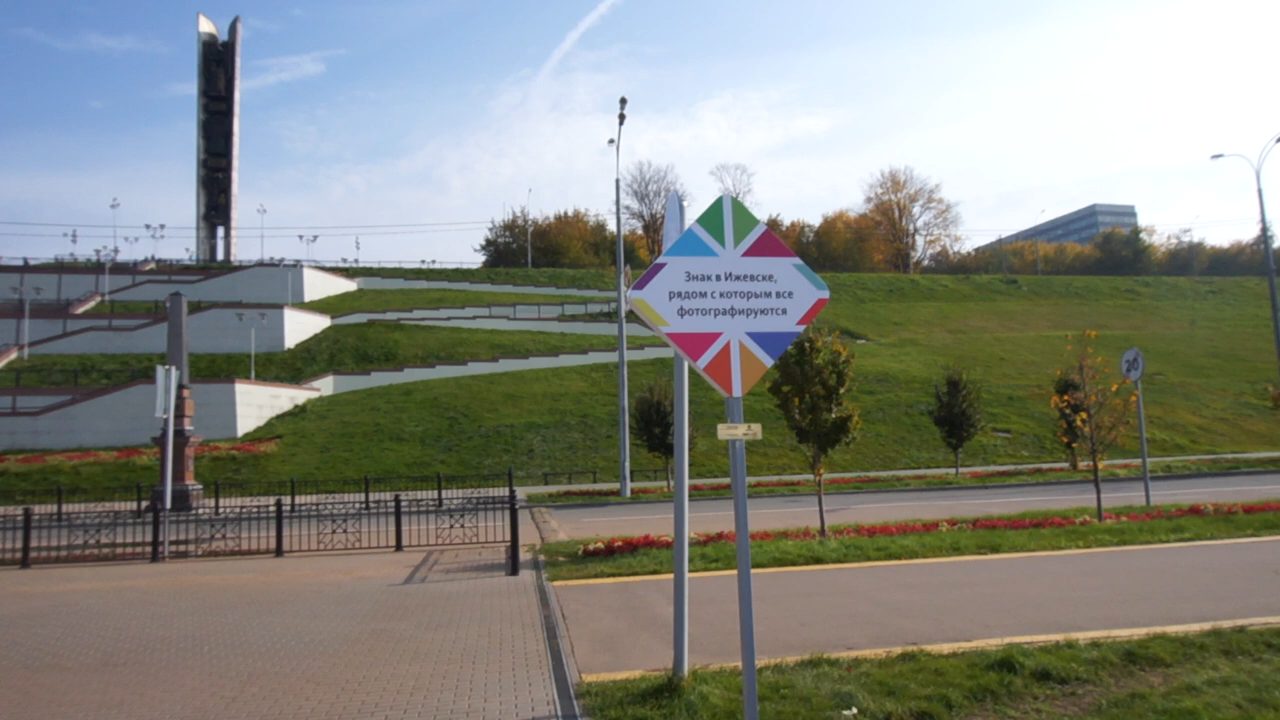 Знак в Ижевске,
рядом с которым все
фотографируются
20